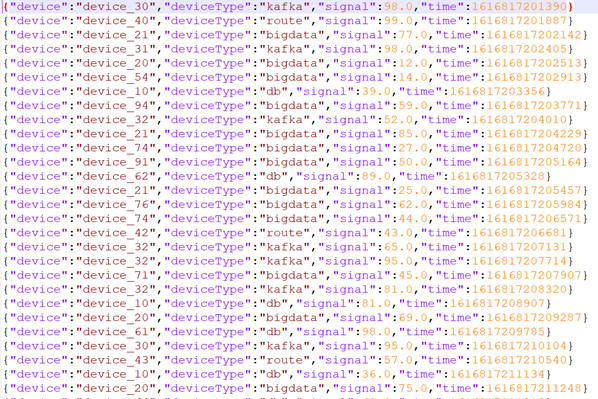 {"device":"device_30","deviceType":"kafka","signal":98.0,"time":1616817201390}
{"device":"device_40","deviceType":"route","signal":99.0,"time":1616817201887}
{"device":"device_21","deviceType":"bigdata","signal":77.0,"time":1616817202142}
{"device":"device_31","deviceType":"kafka","signal":98.0,"time":1616817202405}
{"device":"device_20","deviceType":"bigdata","signal":12.0,"time":1616817202513}
{"device":"device_54","deviceType":"bigdata","signal":14.0,"time":1616817202913}
{"device":"device_10","deviceType":"db","signal":39.0,"time":1616817203356}
{"device":"device_94","deviceType":"bigdata","signal":59.0,"time":1616817203771}
{"device":"device_32","deviceType":"kafka","signal":52.0,"time":1616817204010}
{"device":"device_21","deviceType":"bigdata","signal":85.0,"time":1616817204229}
{"device":"device_74","deviceType":"bigdata","signal":27.0,"time":1616817204720}
{"device":"device_91","deviceType":"bigdata","signal":50.0,"time":1616817205164}
{"device":"device_62","deviceType":"db","signal":89.0,"time":1616817205328}
{"device":"device_21","deviceType":"bigdata","signal":25.0,"time":1616817205457}
{"device":"device_76","deviceType":"bigdata","signal":62.0,"time":1616817205984}
{"device":"device_74","deviceType":"bigdata","signal":44.0,"time":1616817206571}
{"device":"device_42","deviceType":"route","signal":43.0,"time":1616817206681}
{"device":"device_32","deviceType":"kafka","signal":65.0,"time":1616817207131}
{"device":"device_32","deviceType":"kafka","signal":95.0,"time":1616817207714}
{"device":"device_71","deviceType":"bigdata","signal":45.0,"time":1616817207907}
{"device":"device_32","deviceType":"kafka","signal":81.0,"time":1616817208320}
{"device":"device_10","deviceType":"db","signal":81.0,"time":1616817208907}
{"device":"device_20","deviceType":"bigdata","signal":69.0,"time":1616817209287}
{"device":"device_61","deviceType":"db","signal":98.0,"time":1616817209785}
{"device":"device_30","deviceType":"kafka","signal":95.0,"time":1616817210104}
{"device":"device_43","deviceType":"route","signal":57.0,"time":1616817210540}
{"device":"device_10","deviceType":"db","signal":36.0,"time":1616817211134}
{"device":"device_20","deviceType":"bigdata","signal":75.0,"time":1616817211248}